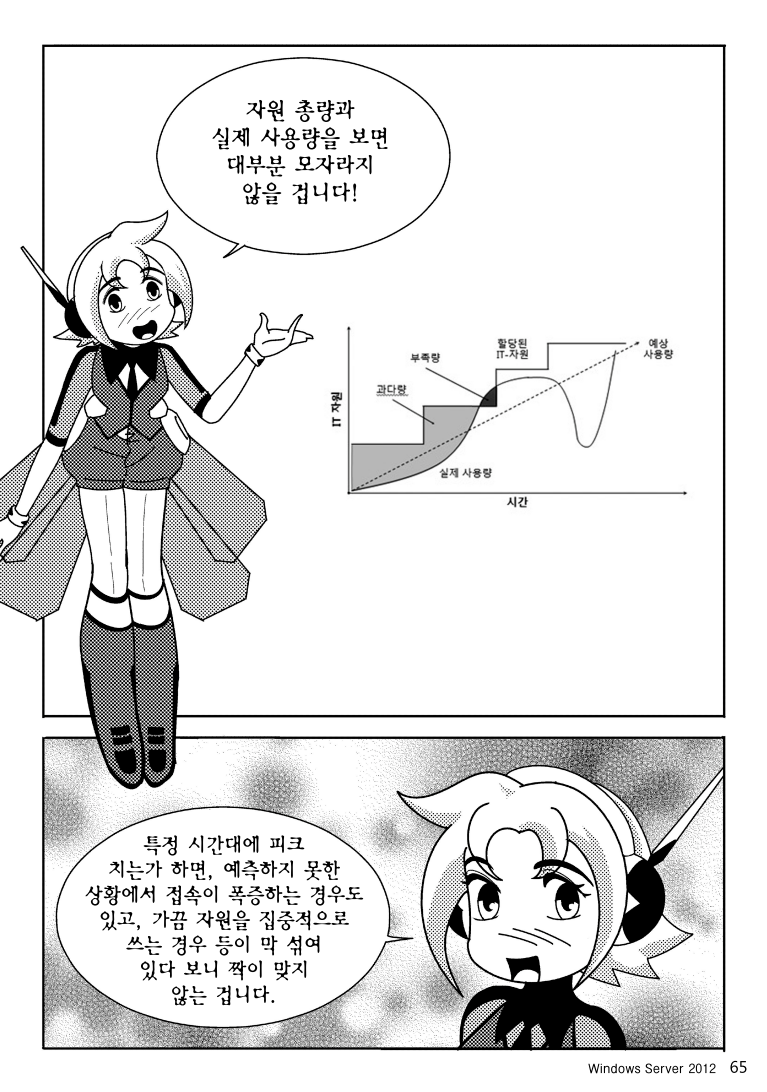 자원 총량과
실제 사용량을 보면
대부분 모자라지
않을 겁니다!
할당된
IT-자원
예상
사용량
부족량
과다량
IT 자원
실제 사용량
시간
특정 시간대에 피크
치는가 하면, 예측하지 못한
상황에서 접속이 폭증하는 경우도
있고, 가끔 자원을 집중적으로
쓰는 경우 등이 막 섞여
있다 보니 짝이 맞지
않는 겁니다.
Windows Server 2012 65